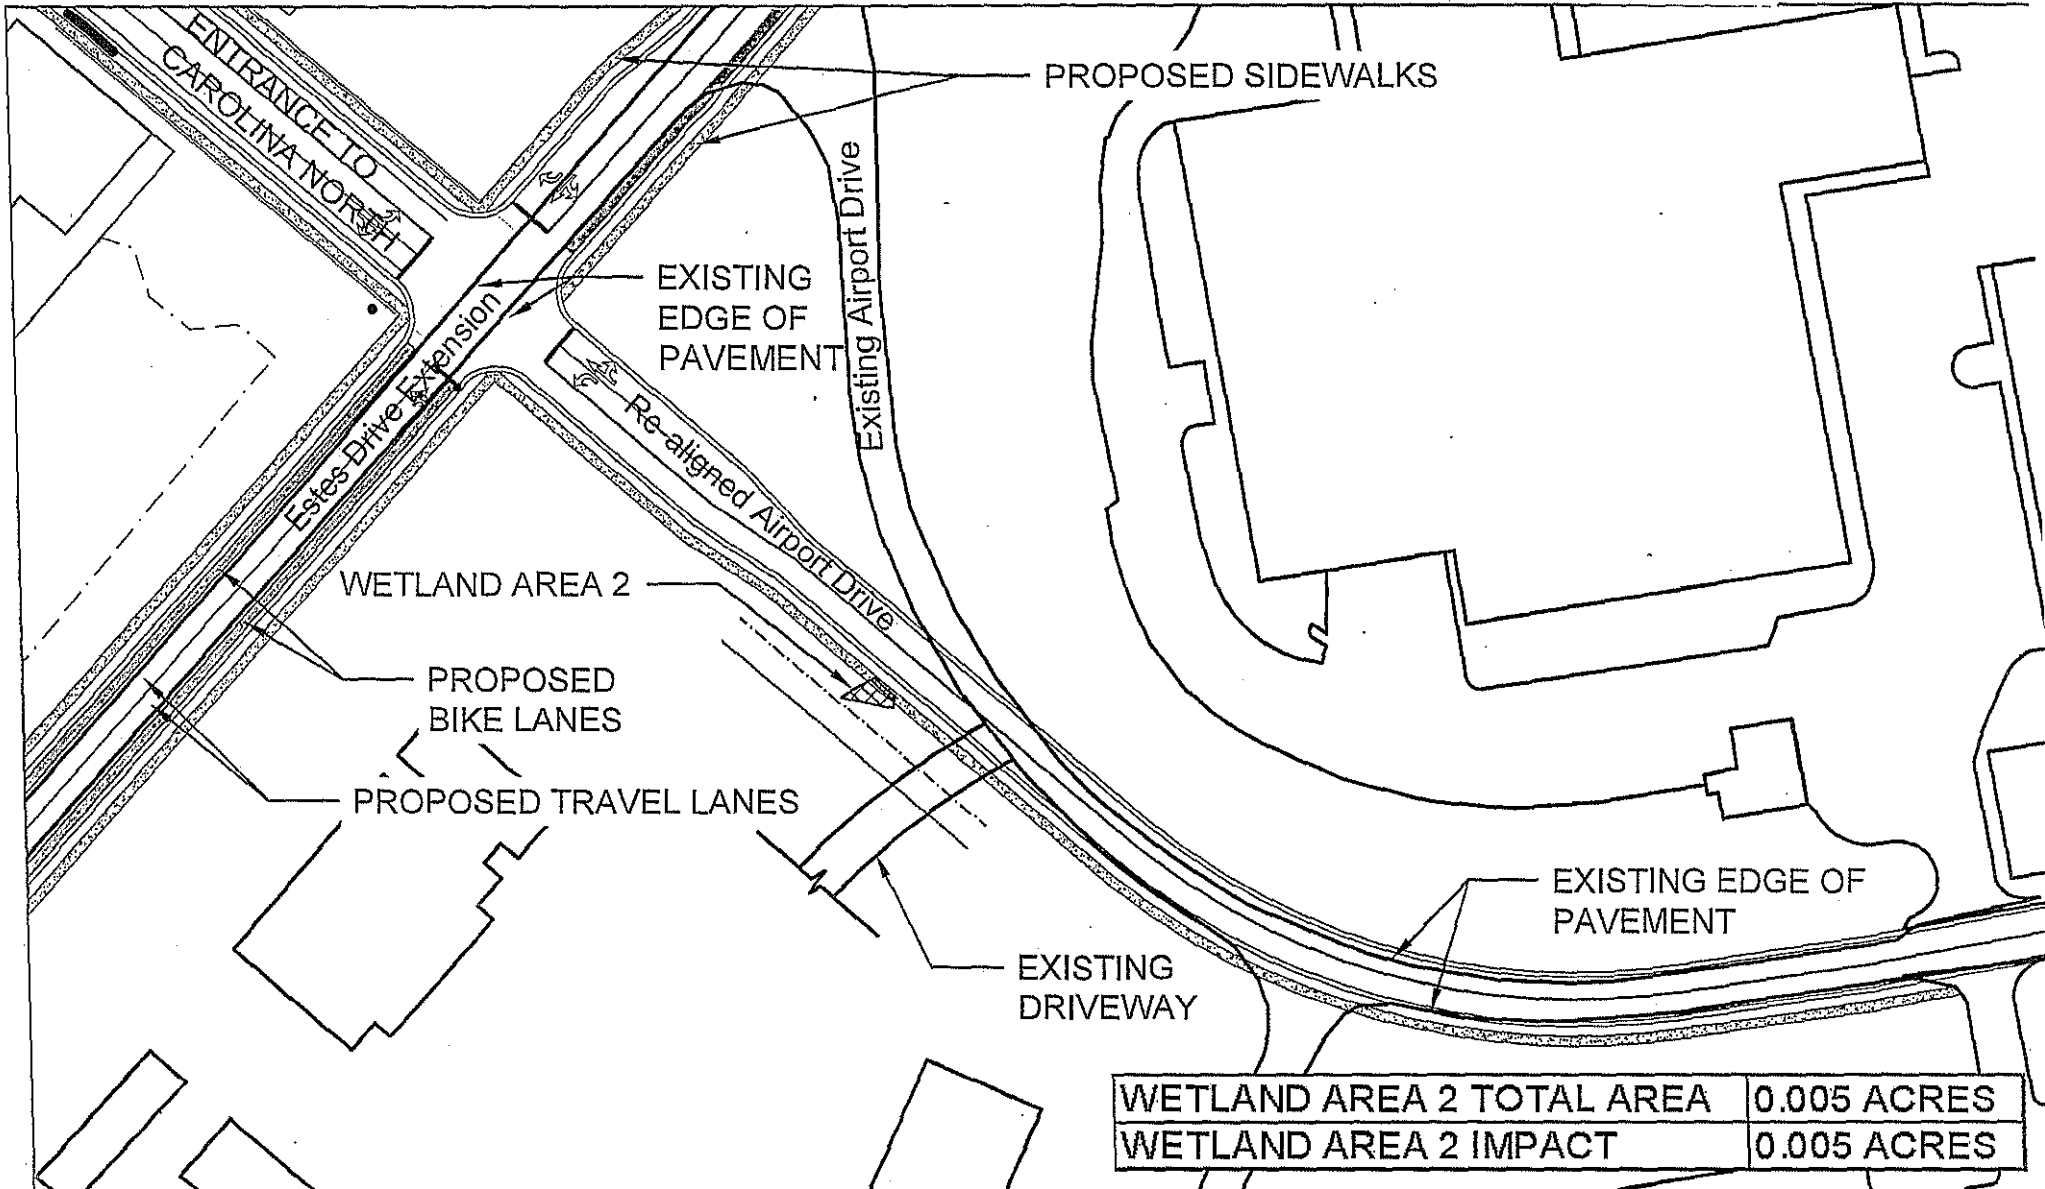 ENTRANCE TO
CAROLINA NORTH
PROPOSED SIDEWALKS
Existing Airport Drive
EXISTING
EDGE OF
PAVEMENT
Estes Drive Extension
Re-aligned Airport Drive
WETLAND AREA 2
PROPOSED
BIKE LANES
PROPOSED TRAVEL LANES
EXISTING EDGE OF
PAVEMENT
EXISTING
DRIVEWAY
WETLAND AREA 2 TOTAL AREA 0.005 ACRES
WETLAND AREA 2 IMPACT 0.005 ACRES